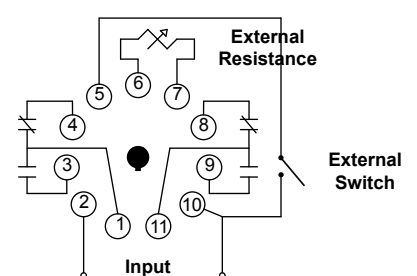 External
Resistance
5
6
7
4
8
3
9
External
Switch
2
10
1
11
Input